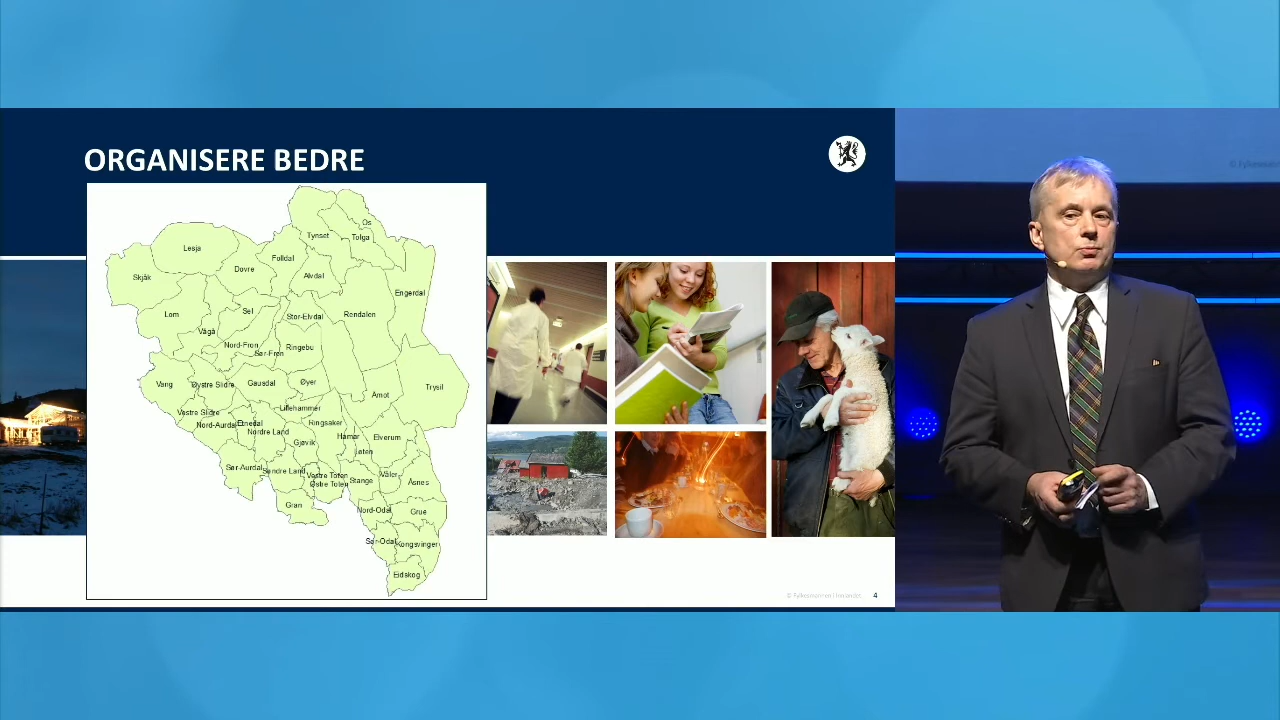 ORGANISERE BEDRE
Os
Tynset
Tolga
Lesja
Folldal
Dovre
Skjåk
Alvdal
Engerdal
Lom
Sel
Stor-Elvdal
Rendalen
Vågå
Nord-Fron
Sør-Fron
Ringebu
Vang
Øystre Slidre
Gausdal
Øyer
Trysil
Åmot
Vestre Slidre
Lillehammer
Nord-Aurdal
Etnedal
Ringsaker
Nordre Land
Gjøvik
Hamar
Elverum
Løten
Sør-Aurdal
Søndre Land
Vestre Toten
Østre Toten
Stange
Våler
Åsnes
Gran
Nord-Odal
Grue
Sør-Odal
Kongsvinger
Eidskog
© Fylkesmannen i Innlandet
4